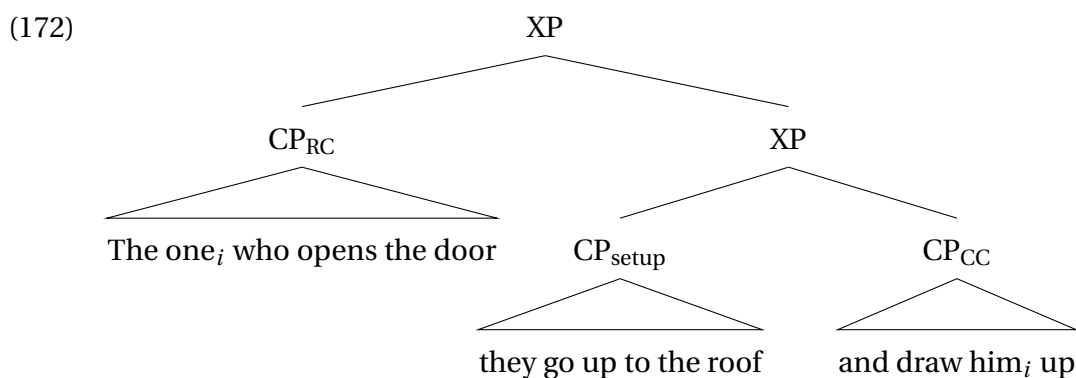 (172) XP
CP_RC XP
The one_i who opens the door CP_setup CP_CC
they go up to the roof and draw him_i up